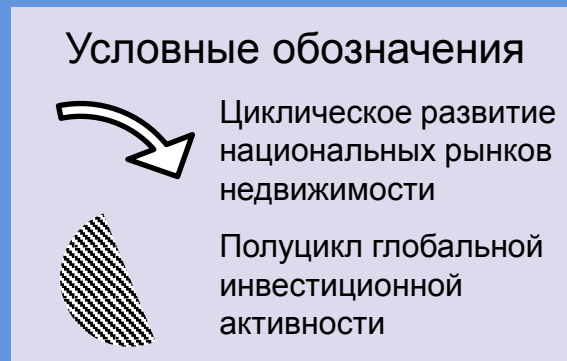 Условные обозначения
Циклическое развитие
национальных рынков
недвижимости
Полуцикл глобальной
инвестиционной
активности